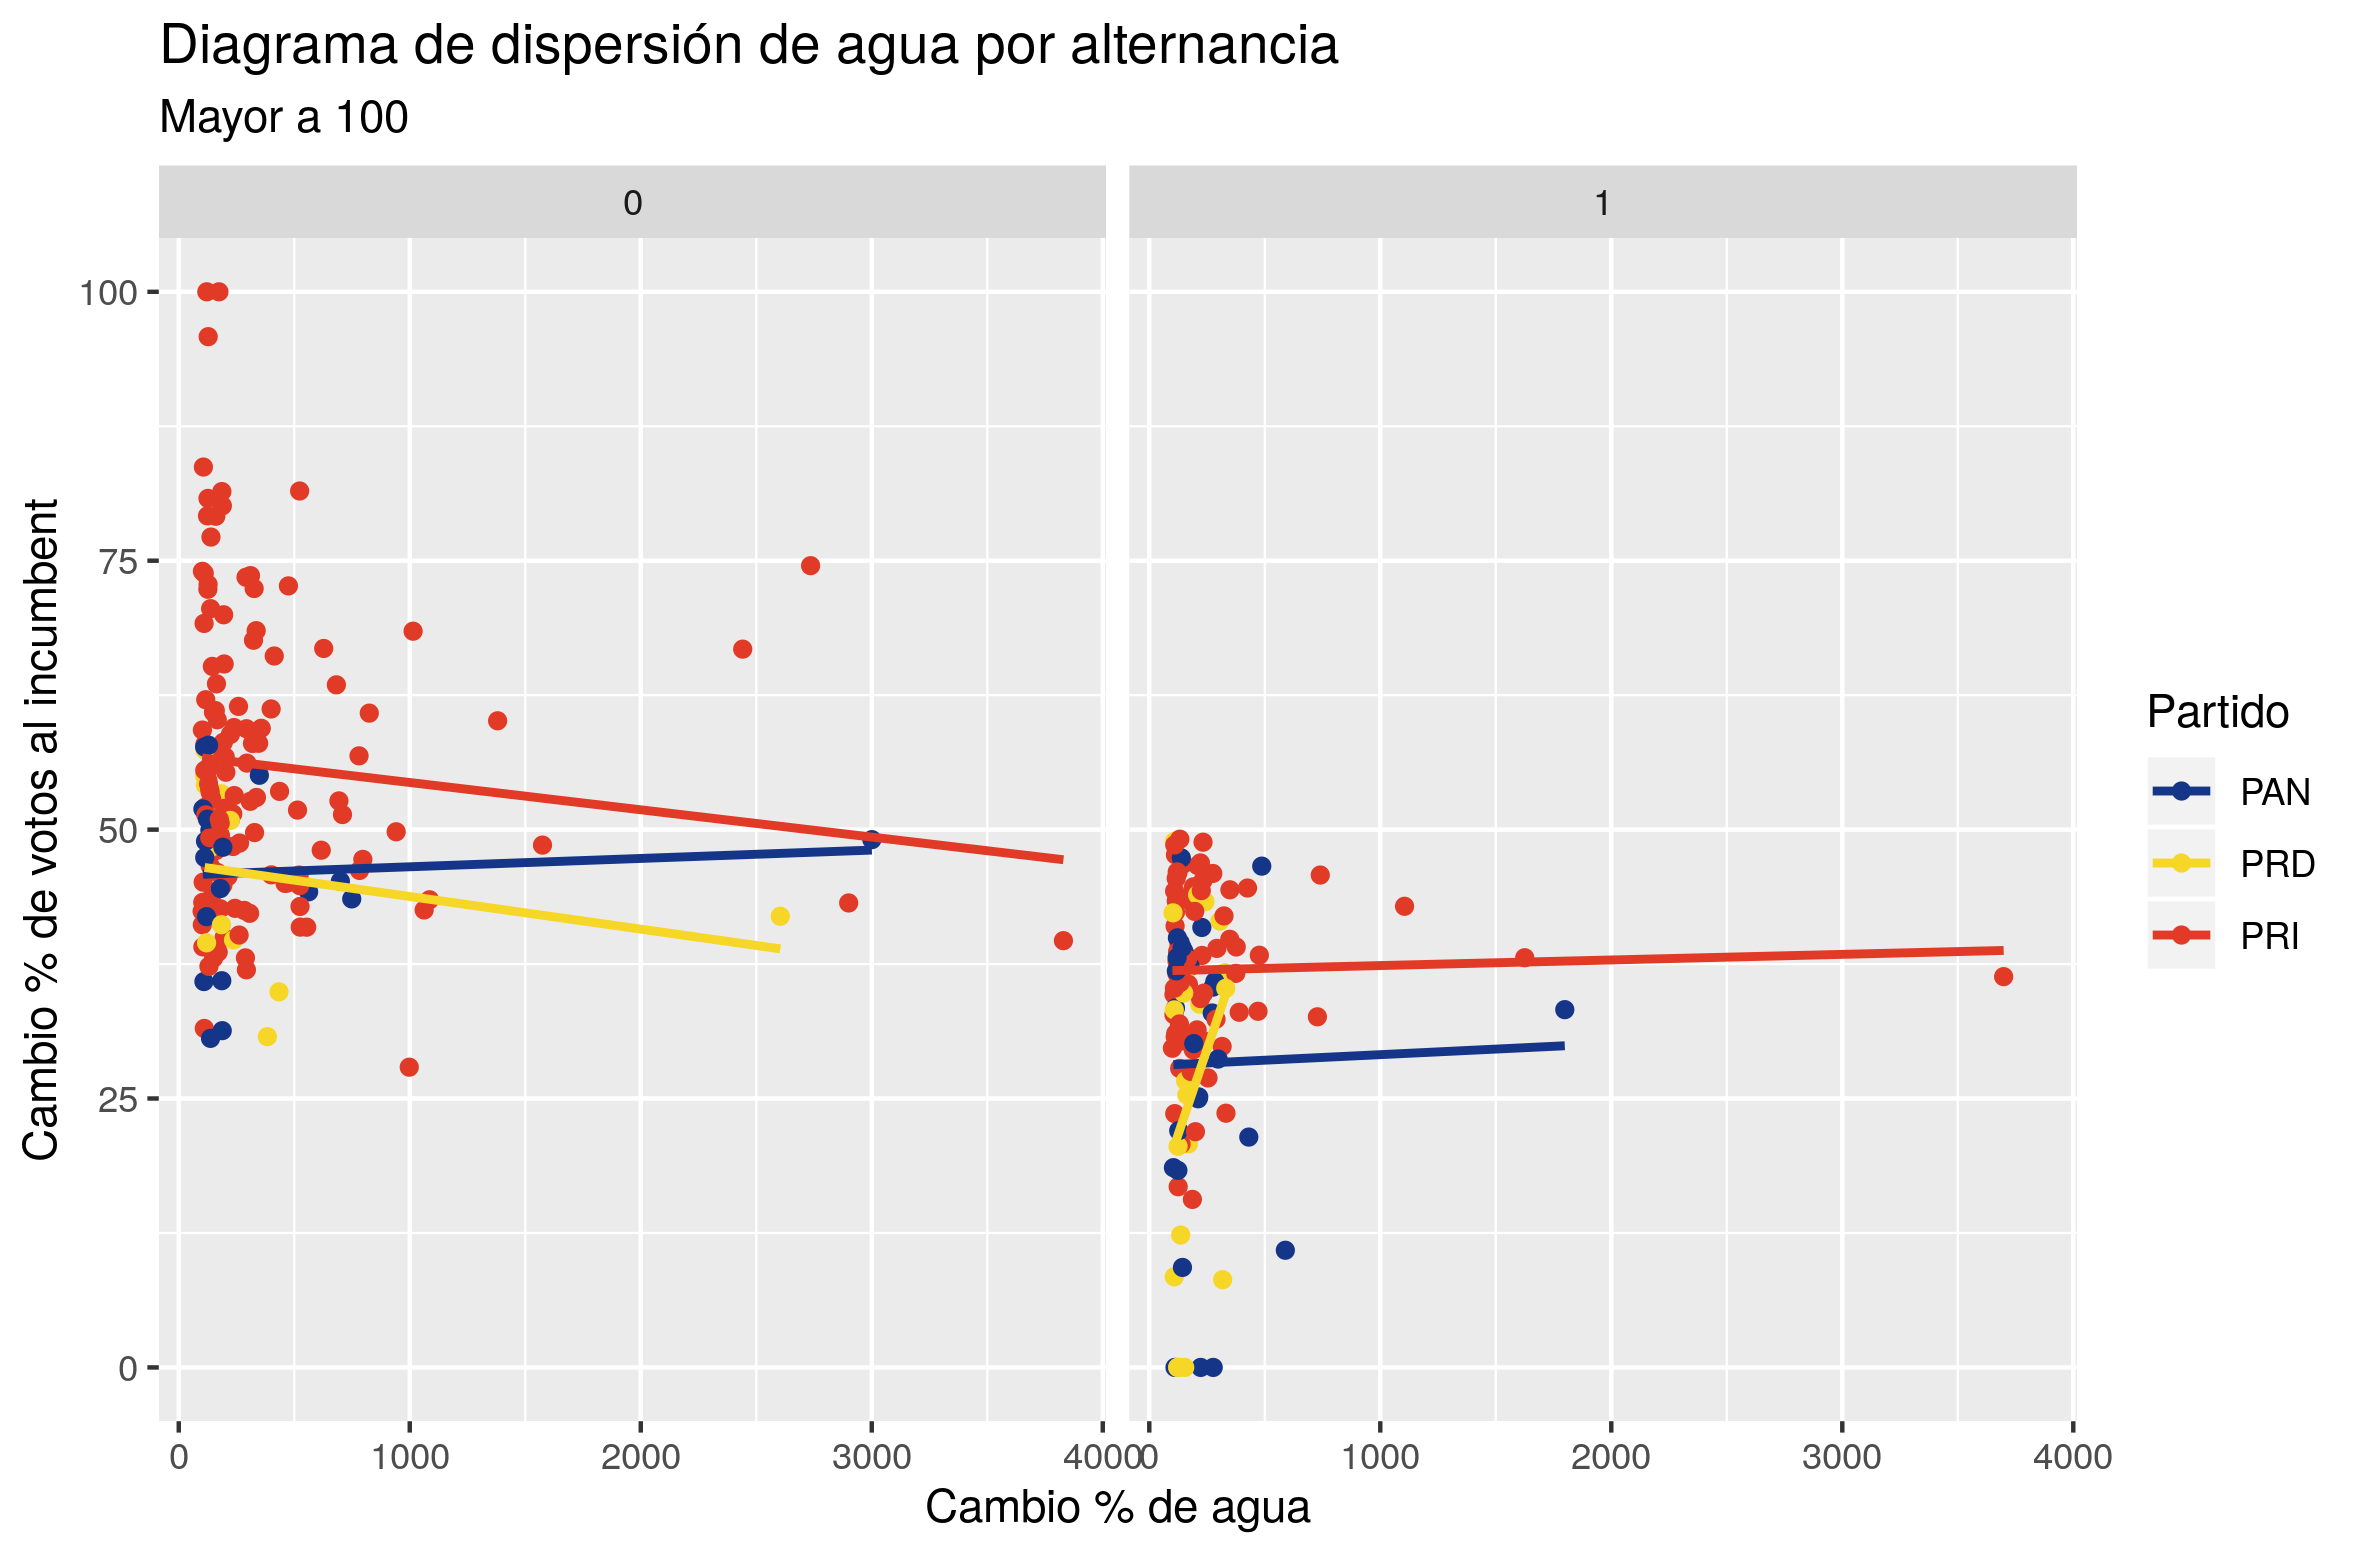 Diagrama de dispersión de agua por alternancia
Mayor a 100
0
1
100
75
50
25
0
Cambio % de votos al incumbent
0 1000 2000 3000 4000
0 1000 2000 3000 4000
Cambio % de agua
Partido
PAN
PRD
PRI